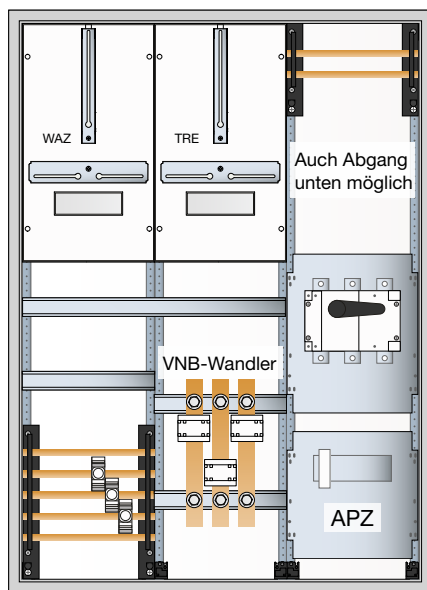 WAZ
TRE
Auch Abgang
unten möglich
VNB-Wandler
APZ